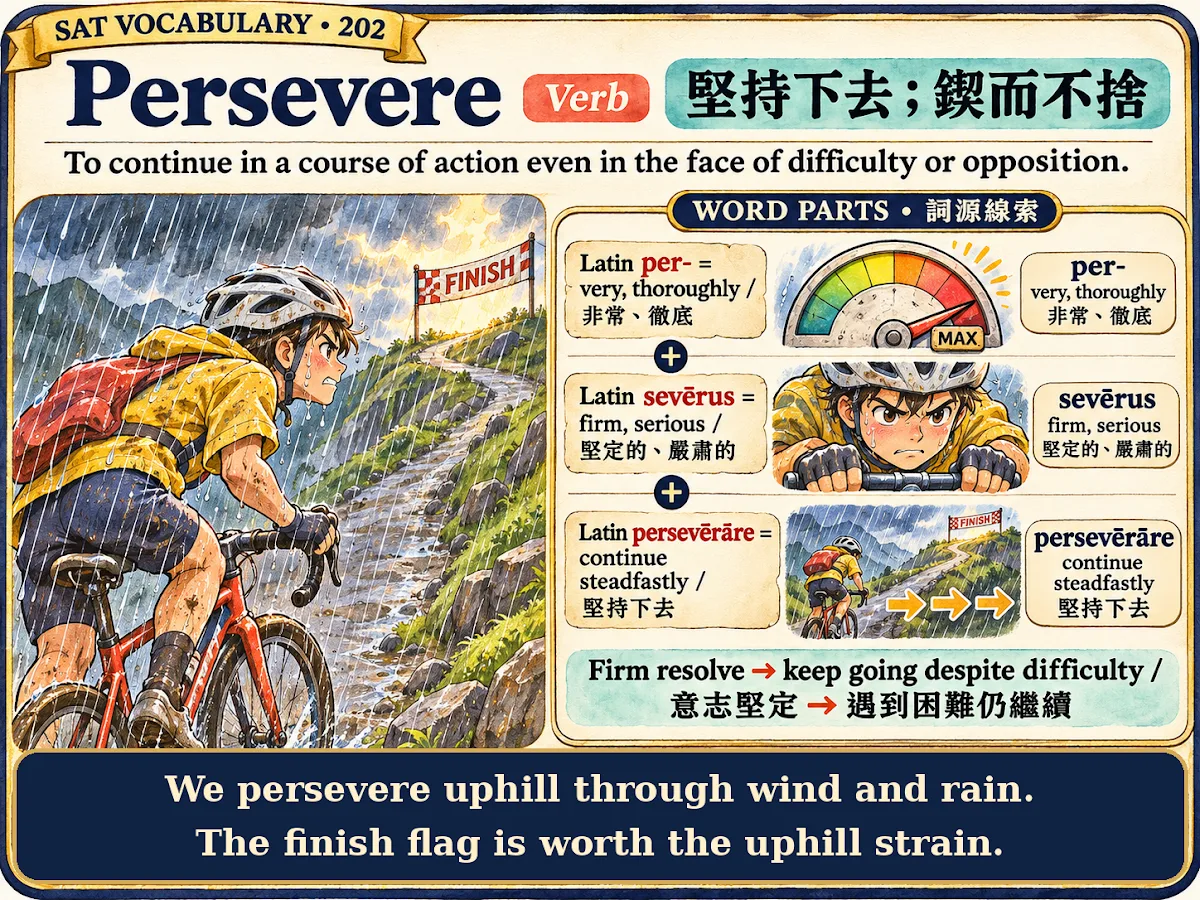 SAT VOCABULARY • 202
Persevere
Verb
堅持下去；鍥而不捨
To continue in a course of action even in the face of difficulty or opposition.
FINISH
WORD PARTS • 詞源線索
Latin per- =
very, thoroughly /
非常、徹底
MAX
per-
very, thoroughly
非常、徹底
+
Latin sevērus =
firm, serious /
堅定的、嚴肅的
sevērus
firm, serious
堅定的、嚴肅的
+
Latin persevērāre =
continue
steadfastly /
堅持下去
FINISH
persevērāre
continue
steadfastly
堅持下去
Firm resolve → keep going despite difficulty /
意志堅定 → 遇到困難仍繼續
We persevere uphill through wind and rain.
The finish flag is worth the uphill strain.